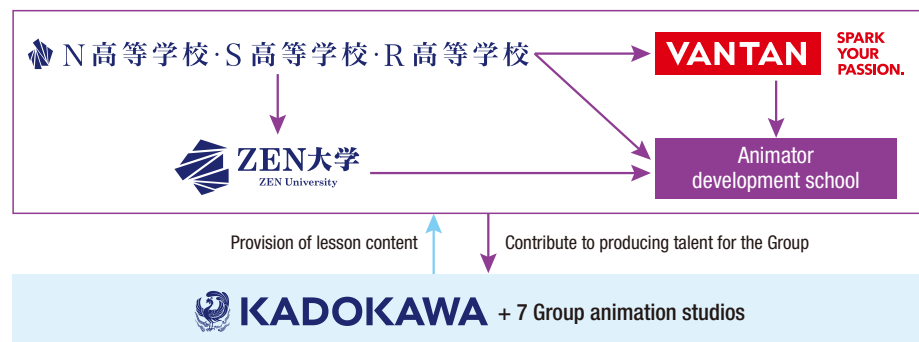 N高等学校・S高等学校・R高等学校
VANTAN
SPARK
YOUR
PASSION.
ZEN大学
ZEN University
Animator
development school
Provision of lesson content
Contribute to producing talent for the Group
KADOKAWA + 7 Group animation studios